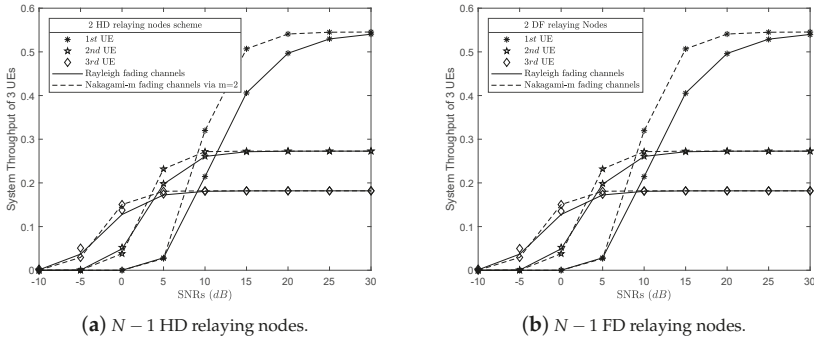 2 HD relaying nodes scheme
1st UE
2nd UE
3rd UE
Rayleigh fading channels
Nakagami-m fading channels via m=2
System Throughput of 3 UEs
0.6
0.5
0.4
0.3
0.2
0.1
0
-10 -5 0 5 10 15 20 25 30
SNRs (dB)
(a) N − 1 HD relaying nodes.
2 DF relaying Nodes
1st UE
2nd UE
3rd UE
Rayleigh fading channels
Nakagami-m fading channels
System Throughput of 3 UEs
0.6
0.5
0.4
0.3
0.2
0.1
0
-10 -5 0 5 10 15 20 25 30
SNRs (dB)
(b) N − 1 FD relaying nodes.